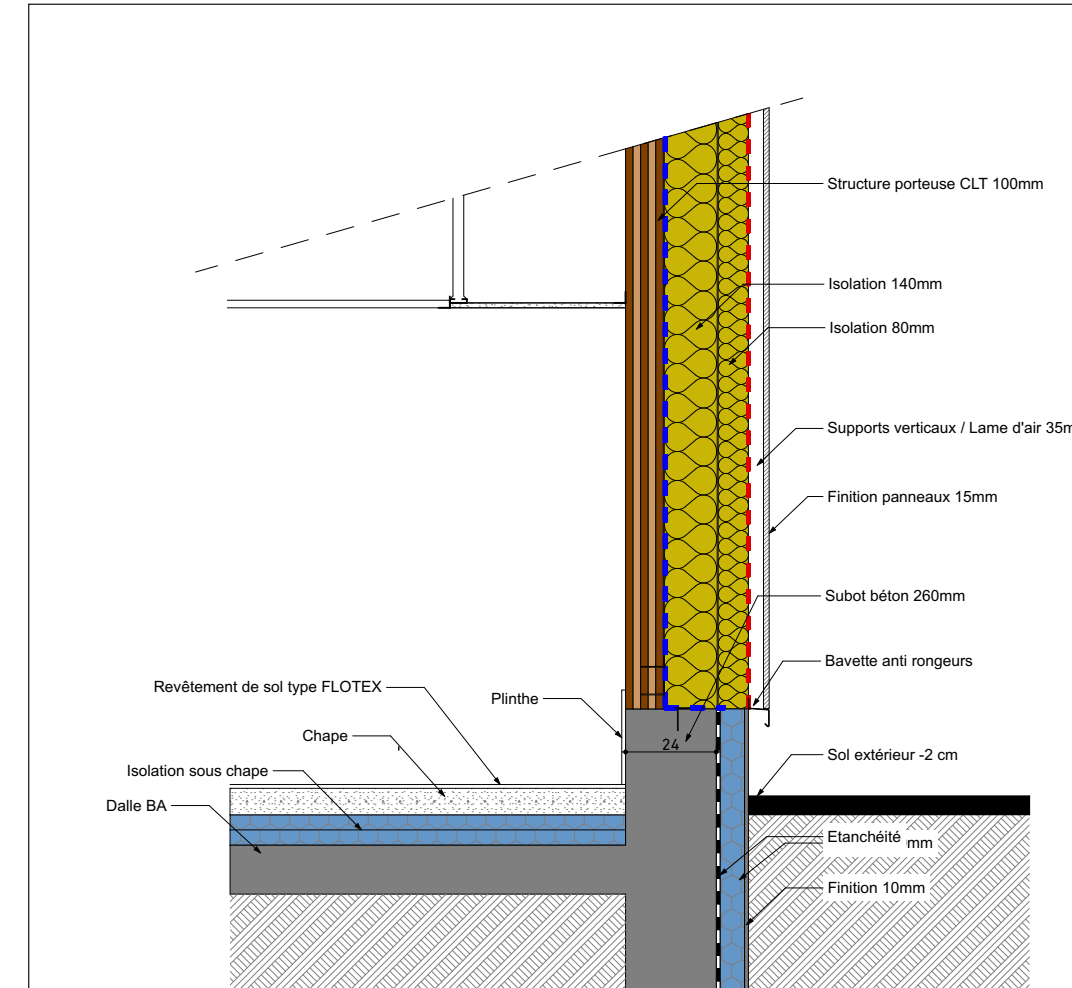 Structure porteuse CLT 100mm
Isolation 140mm
Isolation 80mm
Supports verticaux / Lame d'air 35m
Finition panneaux 15mm
Subot béton 260mm
Bavette anti rongeurs
Revêtement de sol type FLOTEX
Plinthe
Chape
24
Sol extérieur -2 cm
Isolation sous chape
Dalle BA
Etanchéité
mm
Finition 10mm